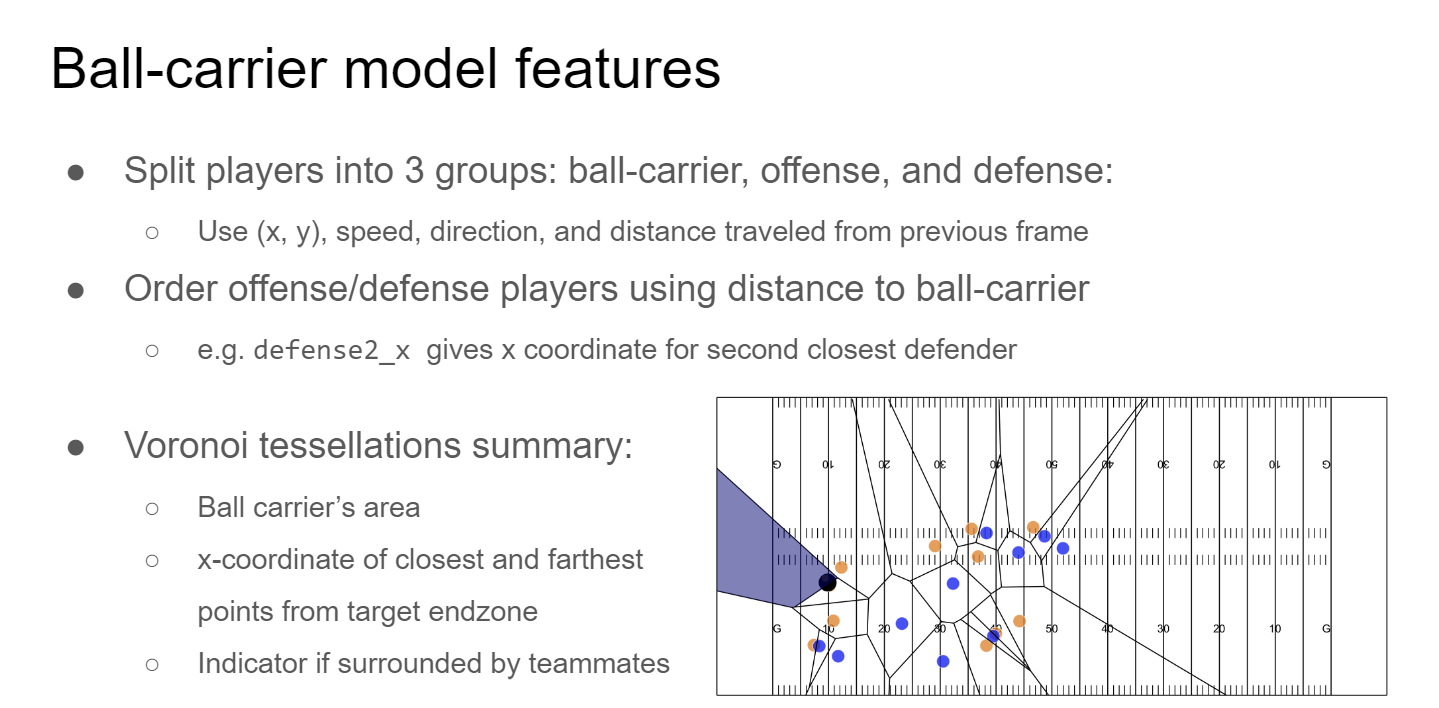 Ball-carrier model features
● Split players into 3 groups: ball-carrier, offense, and defense:
○ Use (x, y), speed, direction, and distance traveled from previous frame
● Order offense/defense players using distance to ball-carrier
○ e.g. defense2_x gives x coordinate for second closest defender
● Voronoi tessellations summary:
○ Ball carrier’s area
○ x-coordinate of closest and farthest
points from target endzone
○ Indicator if surrounded by teammates
G 10 20 30 40 50 40 30 20 10 G
G 10 20 30 40 50 40 30 20 10 G